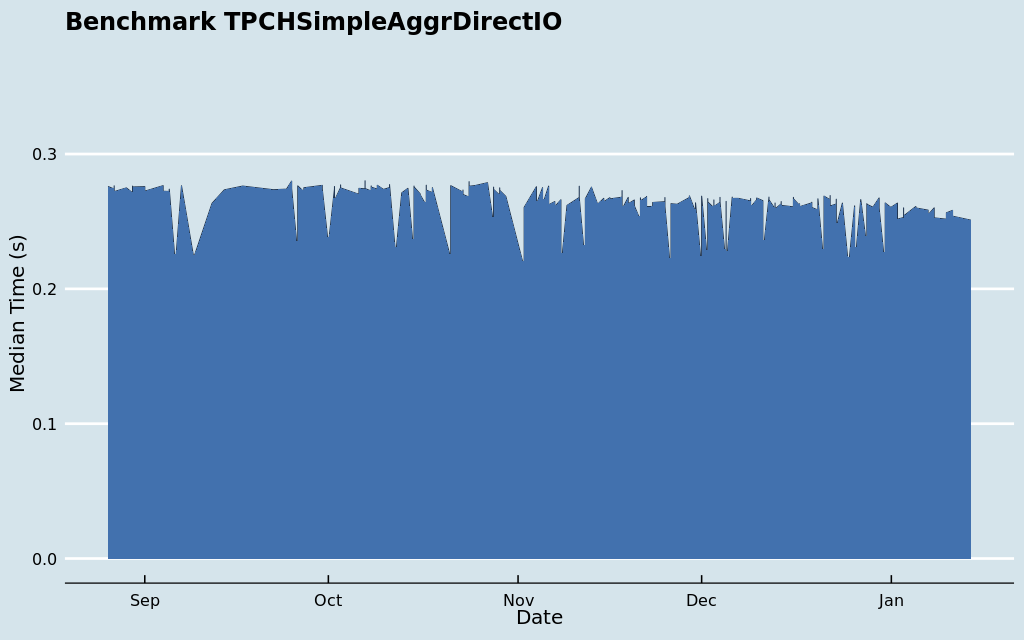 Benchmark TPCHSimpleAggrDirectIO
Median Time (s)
0.3
0.2
0.1
0.0
Sep Oct Nov Dec Jan
Date